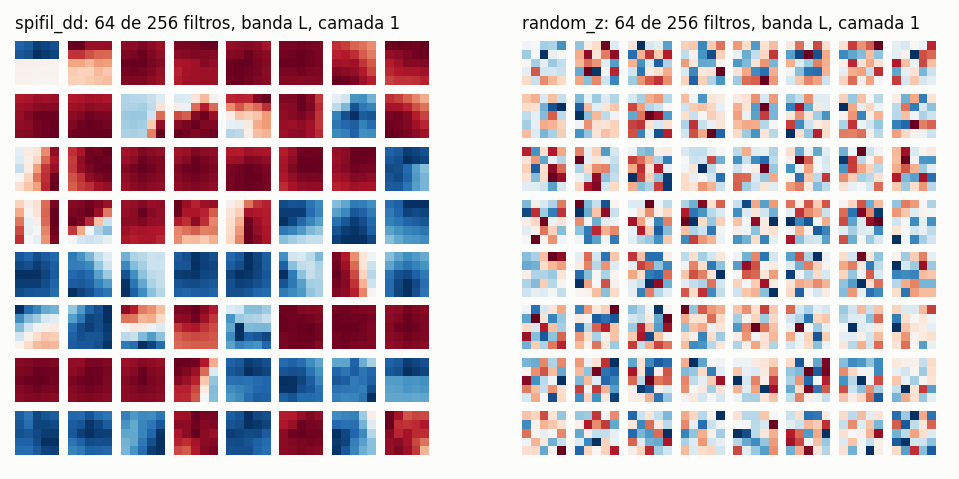 spifil_dd: 64 de 256 filtros, banda L, camada 1
random_z: 64 de 256 filtros, banda L, camada 1